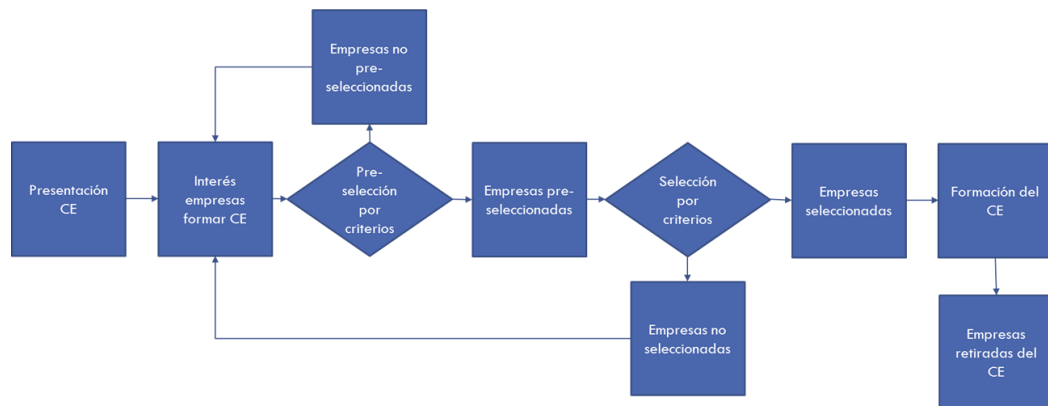 Empresas no
pre-
seleccionadas
Presentación
CE
Interés
empresas
formar CE
Pre-
selección
por
criterios
Empresas pre-
seleccionadas
Selección
por
criterios
Empresas
seleccionadas
Formación del
CE
Empresas no
seleccionadas
Empresas
retiradas del
CE